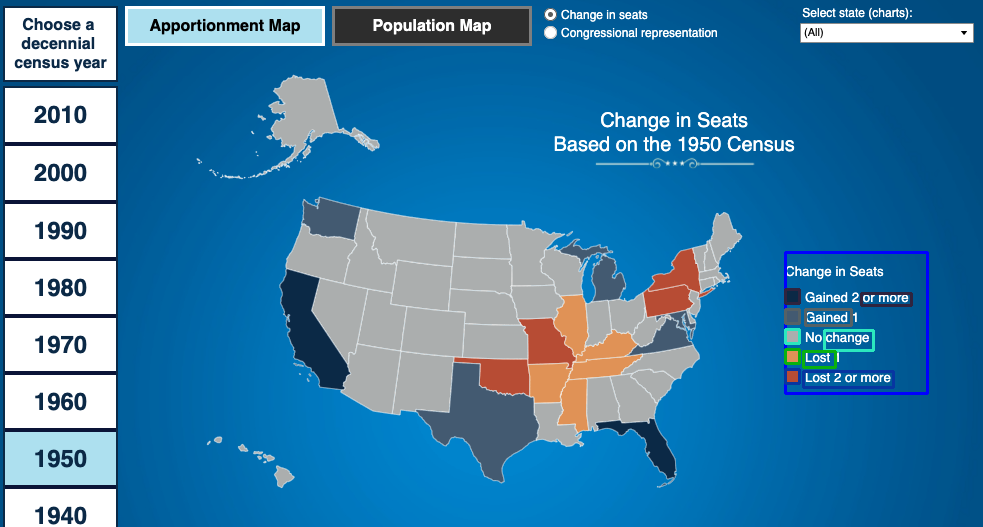 Choose a
decennial
census year
2010
2000
1990
1980
1970
1960
1950
1940
Apportionment Map
Population Map
Change in seats
Congressional representation
Select state (charts):
(All)
Change in Seats
Based on the 1950 Census
Change in Seats
Gained 2 or more
Gained 1
No change
Lost 1
Lost 2 or more